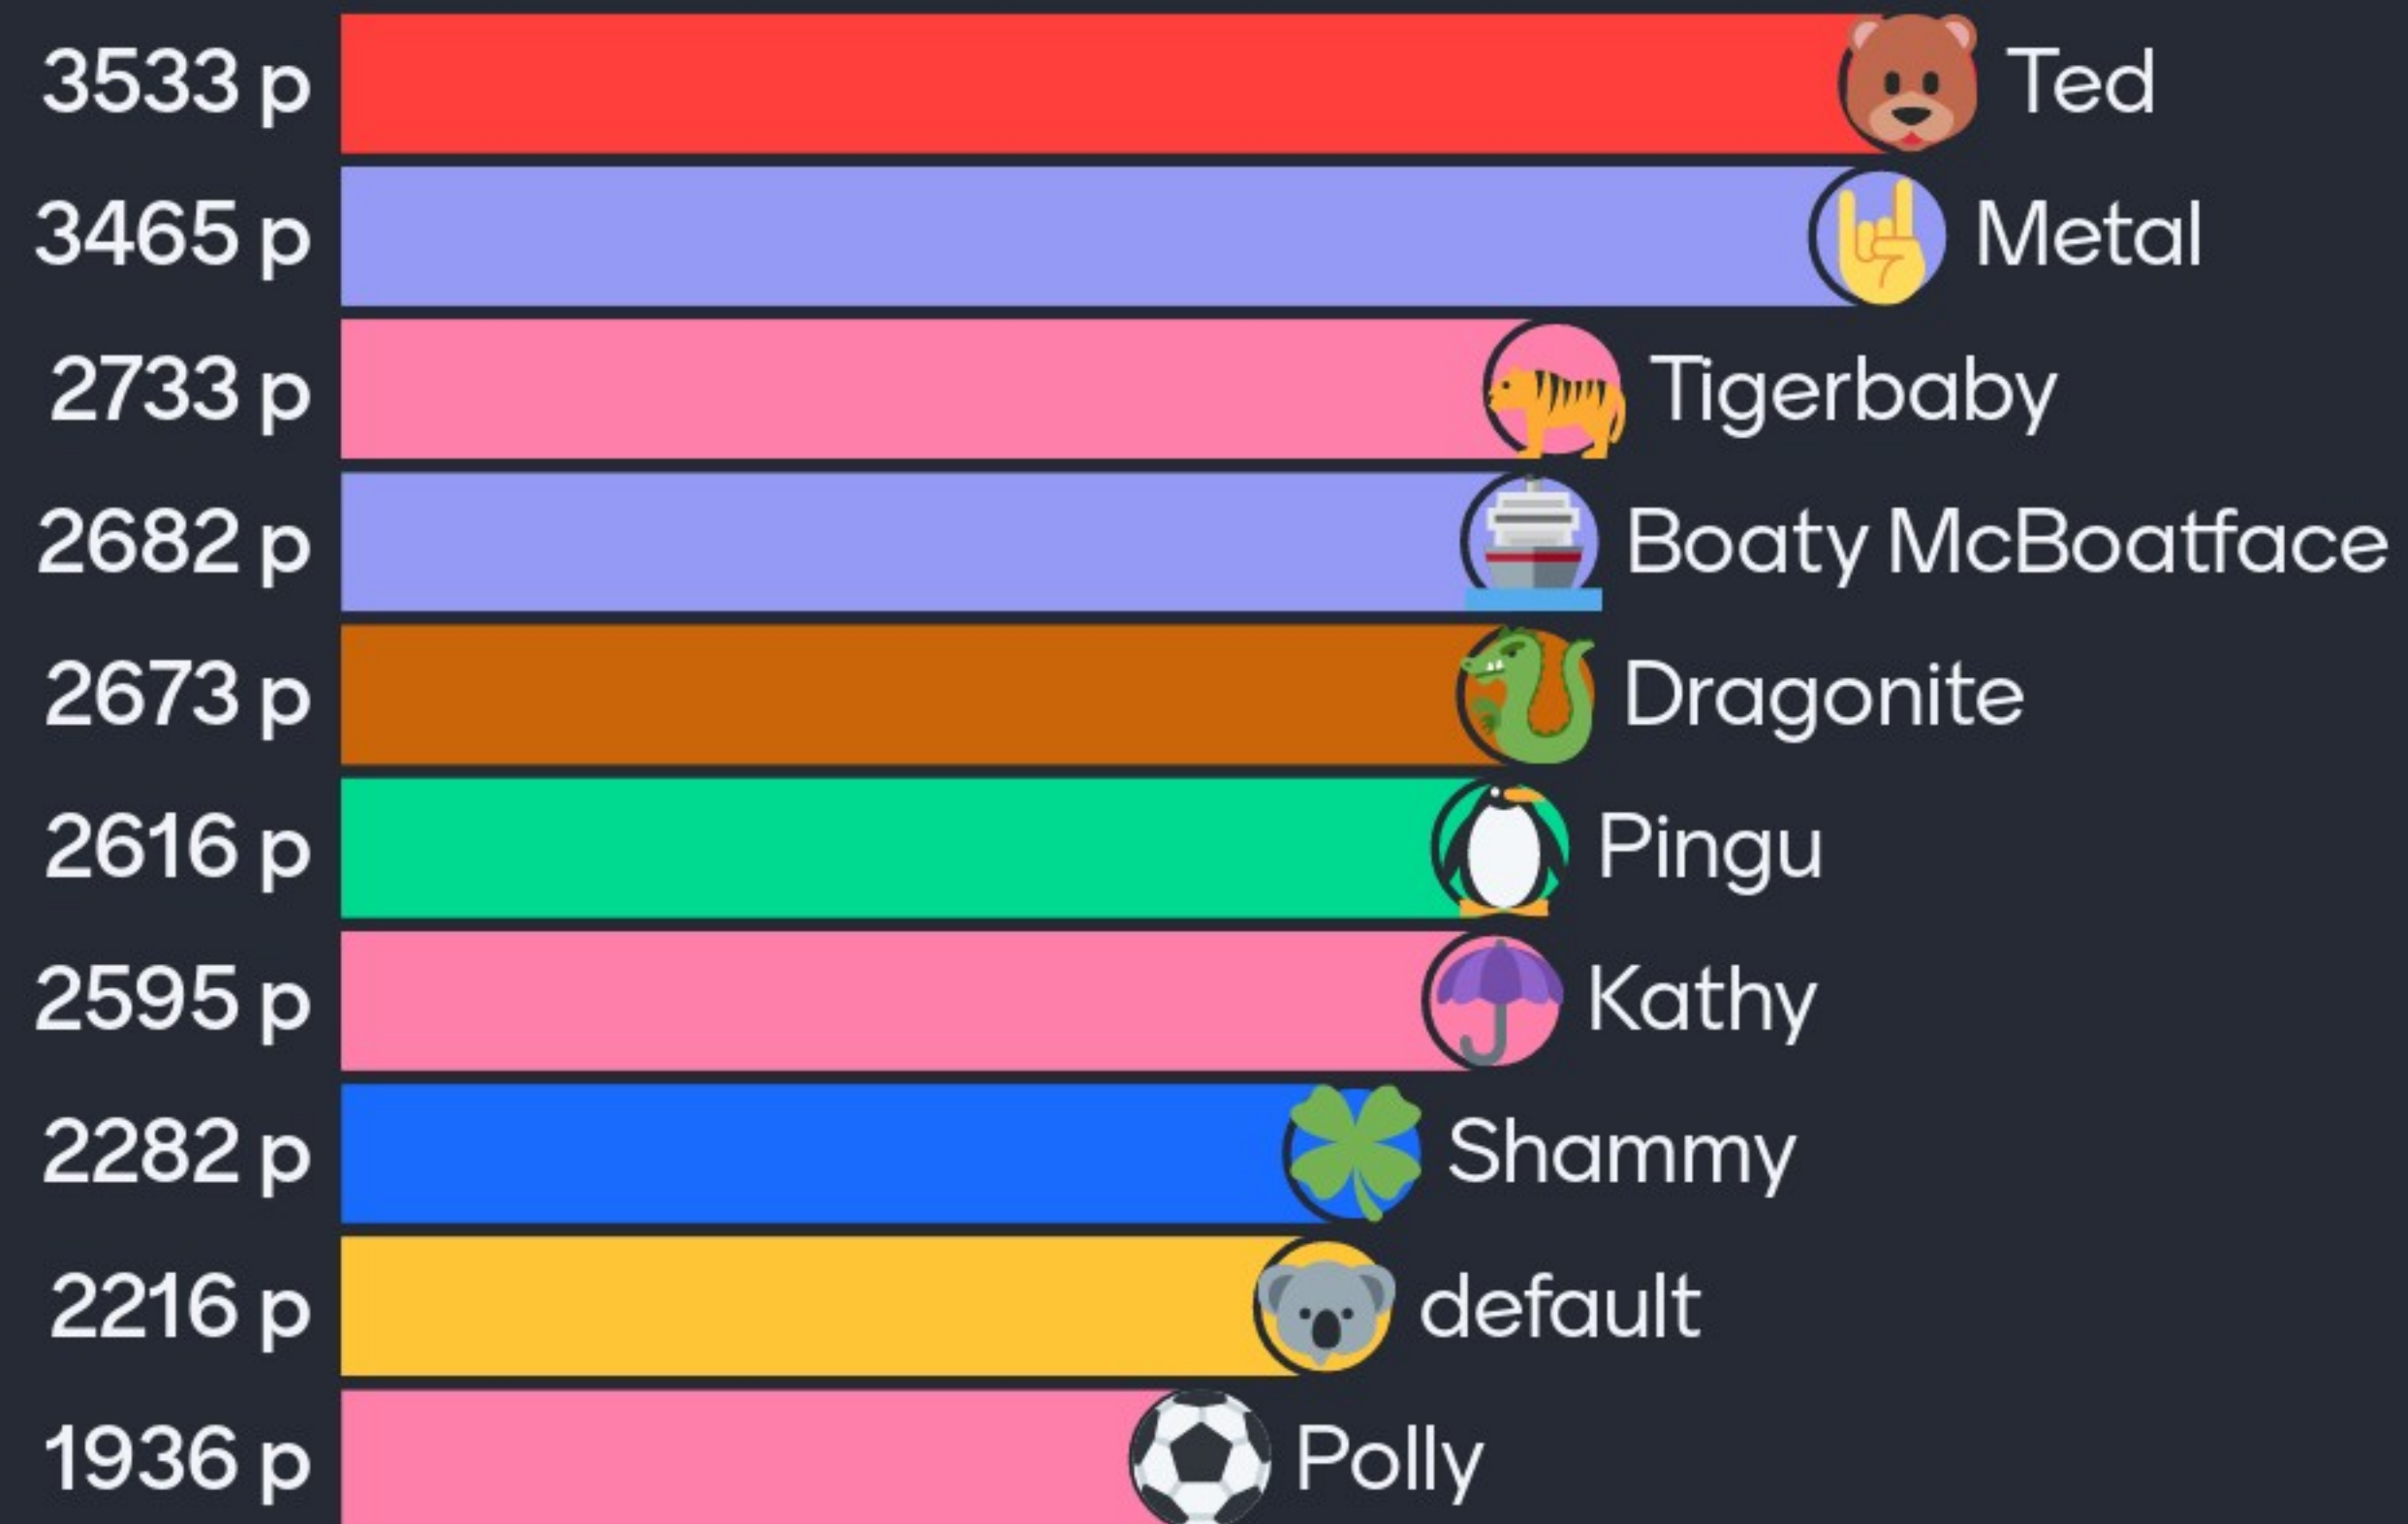 3533 p Ted
3465 p Metal
2733 p Tigerbaby
2682 p Boaty McBoatface
2673 p Dragonite
2616 p Pingu
2595 p Kathy
2282 p Shammy
2216 p default
1936 p Polly